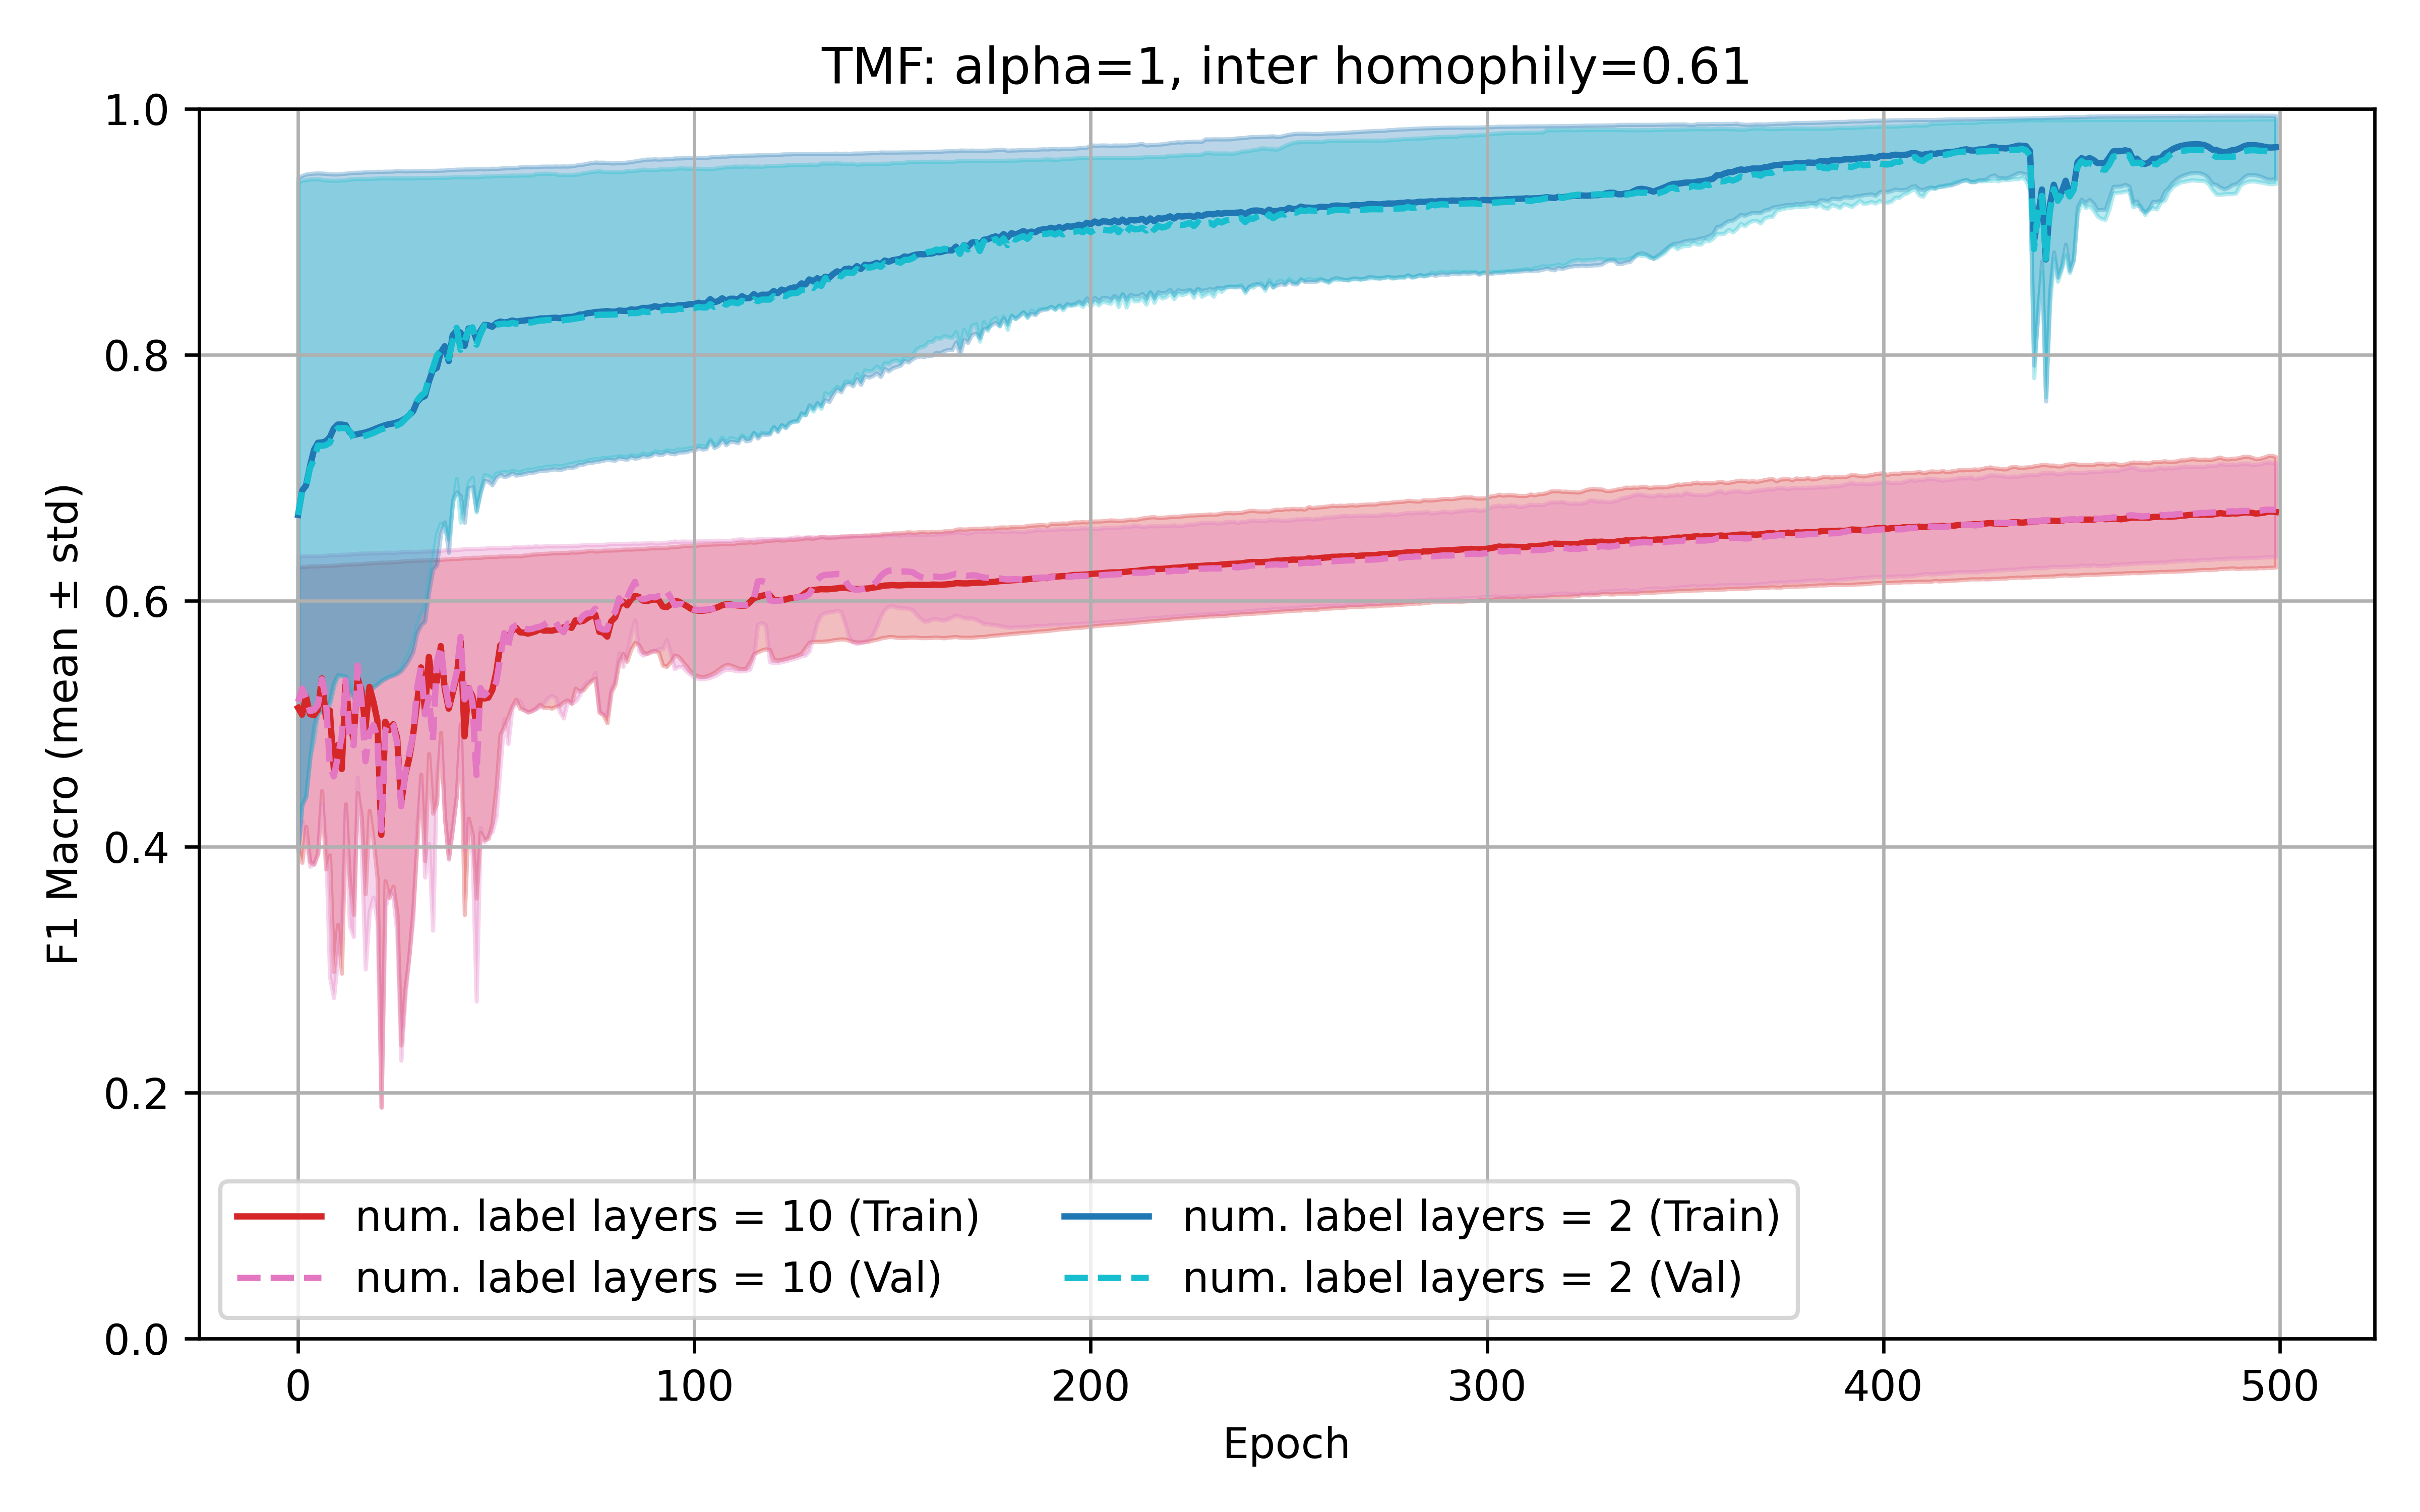 TMF: alpha=1, inter homophily=0.61
1.0
0.8
0.6
0.4
0.2
0.0
F1 Macro (mean ± std)
num. label layers = 10 (Train)
num. label layers = 10 (Val)
num. label layers = 2 (Train)
num. label layers = 2 (Val)
0 100 200 300 400 500
Epoch